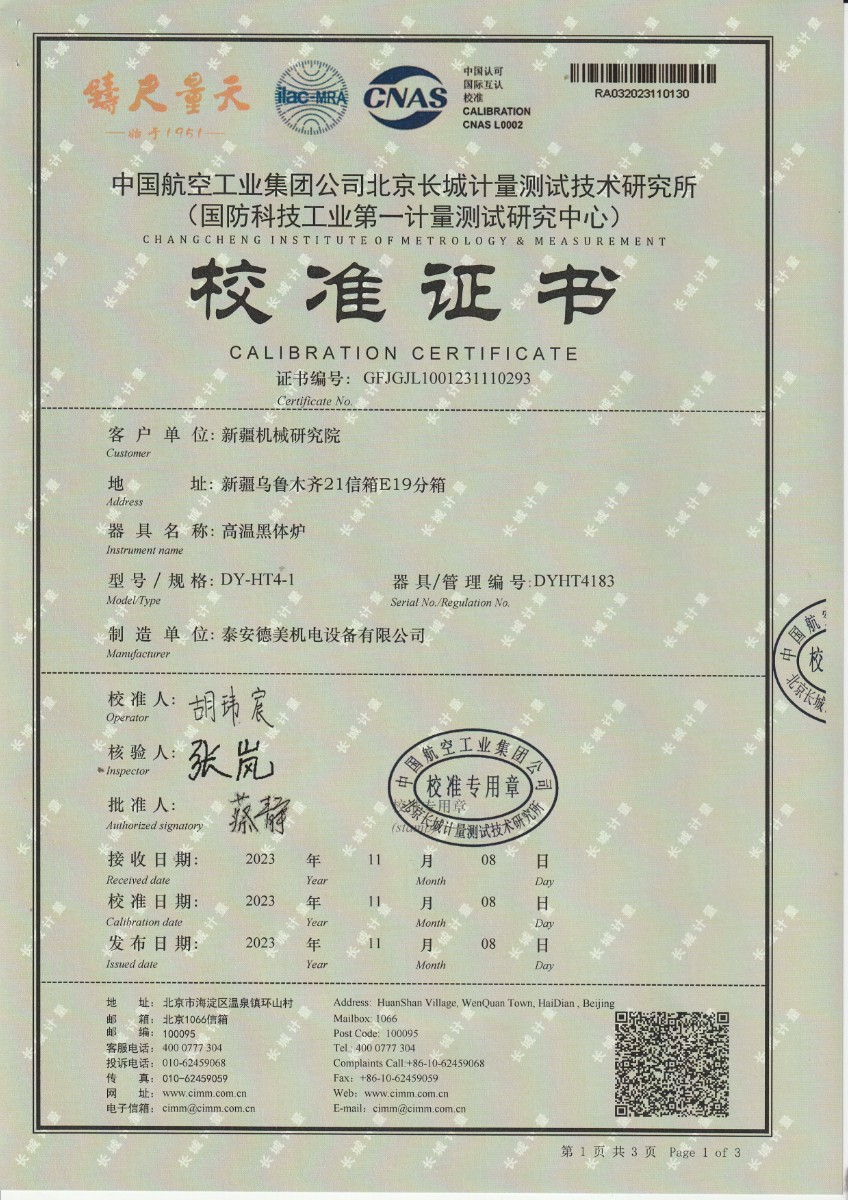 鑄尺量天
始于1951
ilac-MRA
CNAS
中国认可
国际互认
校准
CALIBRATION
CNAS L0002
RA032023110130
中国航空工业集团公司北京长城计量测试技术研究所
（国防科技工业第一计量测试研究中心）
CHANGCHENG INSTITUTE OF METROLOGY & MEASUREMENT
校准证书
CALIBRATION CERTIFICATE
证书编号: GFJGJL1001231110293
Certificate No.
客户单位: 新疆机械研究院
Customer
地址: 新疆乌鲁木齐21信箱E19分箱
Address
器具名称: 高温黑体炉
Instrument name
型号/规格: DY-HT4-1 器具/管理编号:DYHT4183
Model/Type Serial No./Regulation No.
制造单位: 泰安德美机电设备有限公司
Manufacturer
校准人: 胡玮宸
Operator
核验人: 张岚
Inspector
批准人: 蔡静
Authorized signatory
中国航空工业集团公司
校准专用章
北京长城计量测试技术研究所
专用章
(stamp
中国航
校
北京长城
接收日期: 2023 年 11 月 08 日
Received date Year Month Day
校准日期: 2023 年 11 月 08 日
Calibration date Year Month Day
发布日期: 2023 年 11 月 08 日
Issued date Year Month Day
地址: 北京市海淀区温泉镇环山村 Address: HuanShan Village, WenQuan Town, HaiDian , Beijing
邮箱: 北京1066信箱 Mailbox: 1066
邮编: 100095 Post Code: 100095
客服电话: 400 0777 304 Tel.: 400 0777 304
投诉电话: 010-62459068 Complaints Call:+86-10-62459068
传真: 010-62459059 Fax: +86-10-62459059
网址: www.cimm.com.cn Web: www.cimm.com.cn
电子信箱: cimm@cimm.com.cn E-mail: cimm@cimm.com.cn
第 1 页 共 3 页 Page 1 of 3
长城计量